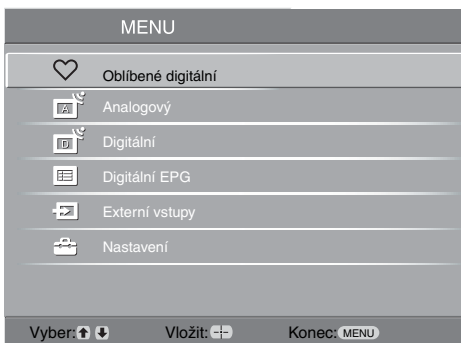 MENU
Oblíbené digitální
A Analogový
D Digitální
Digitální EPG
Externí vstupy
Nastavení
Vyber: Vložit: Konec: MENU